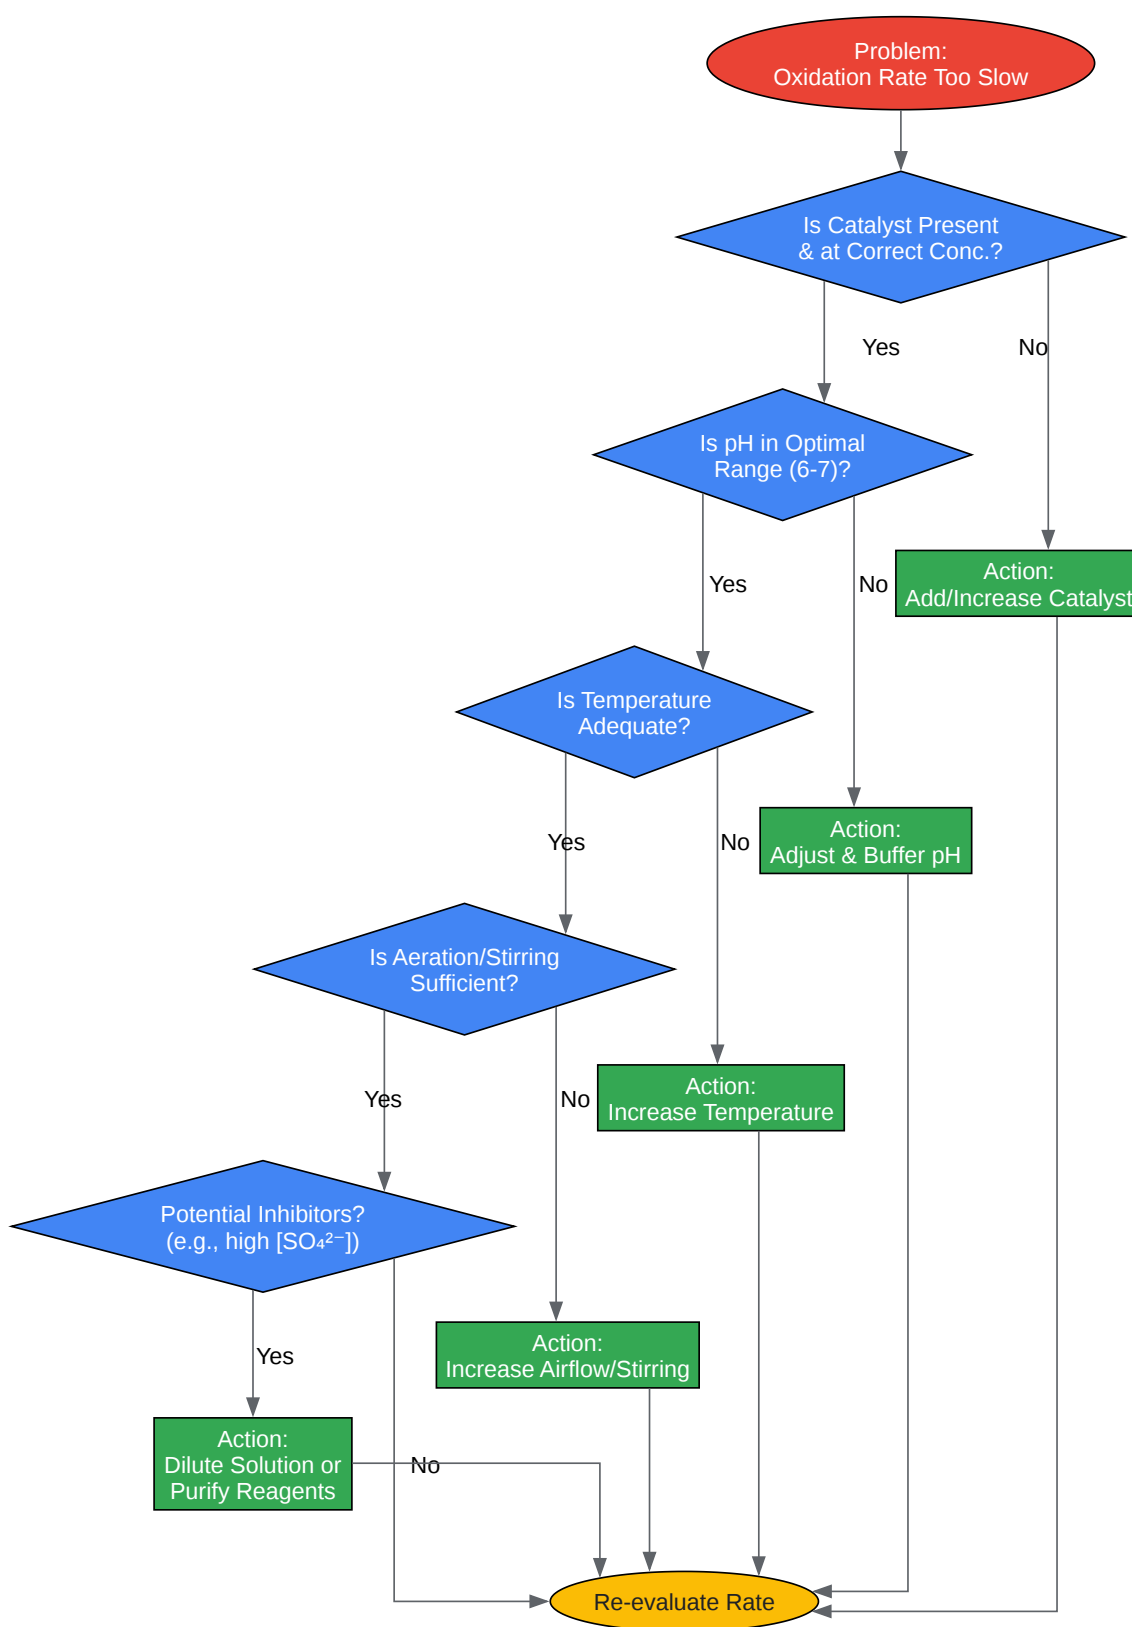 Problem:
Oxidation Rate Too Slow
Is Catalyst Present
& at Correct Conc.?
Yes
No
Is pH in Optimal
Range (6-7)?
Action:
Add/Increase Catalyst
Yes
No
Is Temperature
Adequate?
Action:
Adjust & Buffer pH
Yes
No
Is Aeration/Stirring
Sufficient?
Action:
Increase Temperature
Yes
No
Potential Inhibitors?
(e.g., high [SO₄²⁻])
Action:
Increase Airflow/Stirring
Yes
Action:
Dilute Solution or
Purify Reagents
No
Re-evaluate Rate